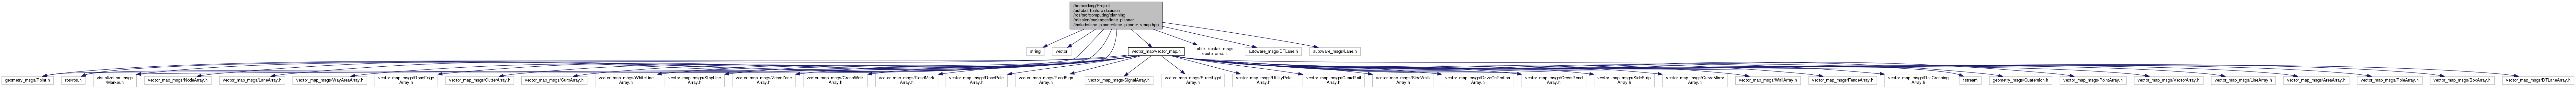 /home/deng/Project
/autobot-feature/decision
/ros/src/computing/planning
/mission/packages/lane_planner
/include/lane_planner/lane_planner_vmap.hpp
string
vector
vector_map/vector_map.h
tablet_socket_msgs
/route_cmd.h
autoware_msgs/DTLane.h
autoware_msgs/Lane.h
geometry_msgs/Point.h
ros/ros.h
visualization_msgs
/Marker.h
vector_map_msgs/NodeArray.h
vector_map_msgs/LaneArray.h
vector_map_msgs/WayAreaArray.h
vector_map_msgs/RoadEdge
Array.h
vector_map_msgs/GutterArray.h
vector_map_msgs/CurbArray.h
vector_map_msgs/WhiteLine
Array.h
vector_map_msgs/StopLine
Array.h
vector_map_msgs/ZebraZone
Array.h
vector_map_msgs/CrossWalk
Array.h
vector_map_msgs/RoadMark
Array.h
vector_map_msgs/RoadPole
Array.h
vector_map_msgs/RoadSign
Array.h
vector_map_msgs/SignalArray.h
vector_map_msgs/StreetLight
Array.h
vector_map_msgs/UtilityPole
Array.h
vector_map_msgs/GuardRail
Array.h
vector_map_msgs/SideWalk
Array.h
vector_map_msgs/DriveOnPortion
Array.h
vector_map_msgs/CrossRoad
Array.h
vector_map_msgs/SideStrip
Array.h
vector_map_msgs/CurveMirror
Array.h
vector_map_msgs/WallArray.h
vector_map_msgs/FenceArray.h
vector_map_msgs/RailCrossing
Array.h
fstream
geometry_msgs/Quaternion.h
vector_map_msgs/PointArray.h
vector_map_msgs/VectorArray.h
vector_map_msgs/LineArray.h
vector_map_msgs/AreaArray.h
vector_map_msgs/PoleArray.h
vector_map_msgs/BoxArray.h
vector_map_msgs/DTLaneArray.h